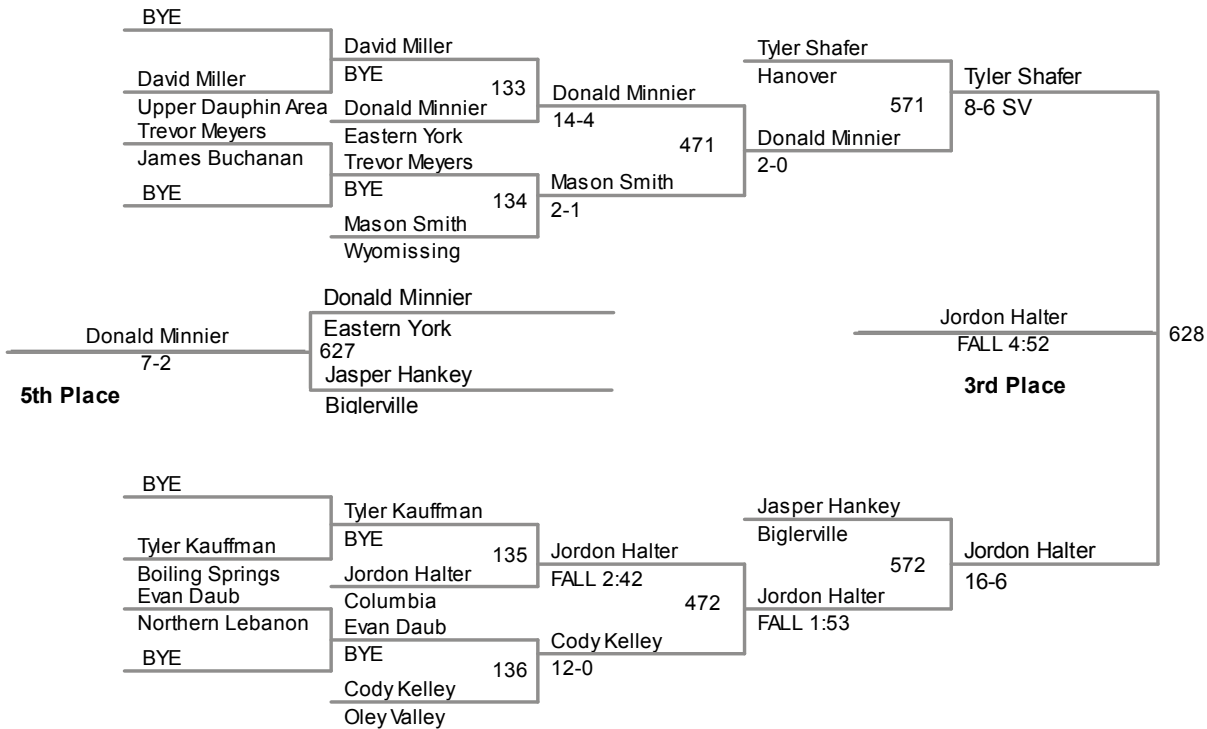 BYE
David Miller
Upper Dauphin Area
Trevor Meyers
James Buchanan
BYE
David Miller
BYE
133
Donald Minnier
Eastern York
Trevor Meyers
BYE
134
Mason Smith
Wyomissing
Donald Minnier
14-4
471
Mason Smith
2-1
Tyler Shafer
Hanover
571
Donald Minnier
2-0
Tyler Shafer
8-6 SV
Donald Minnier
7-2
5th Place
Donald Minnier
Eastern York
627
Jasper Hankey
Biglerville
Jordon Halter
FALL 4:52
3rd Place
628
BYE
Tyler Kauffman
Boiling Springs
Evan Daub
Northern Lebanon
BYE
Tyler Kauffman
BYE
135
Jordon Halter
Columbia
Evan Daub
BYE
136
Cody Kelley
Oley Valley
Jordon Halter
FALL 2:42
472
Cody Kelley
12-0
Jasper Hankey
Biglerville
572
Jordon Halter
FALL 1:53
Jordon Halter
16-6